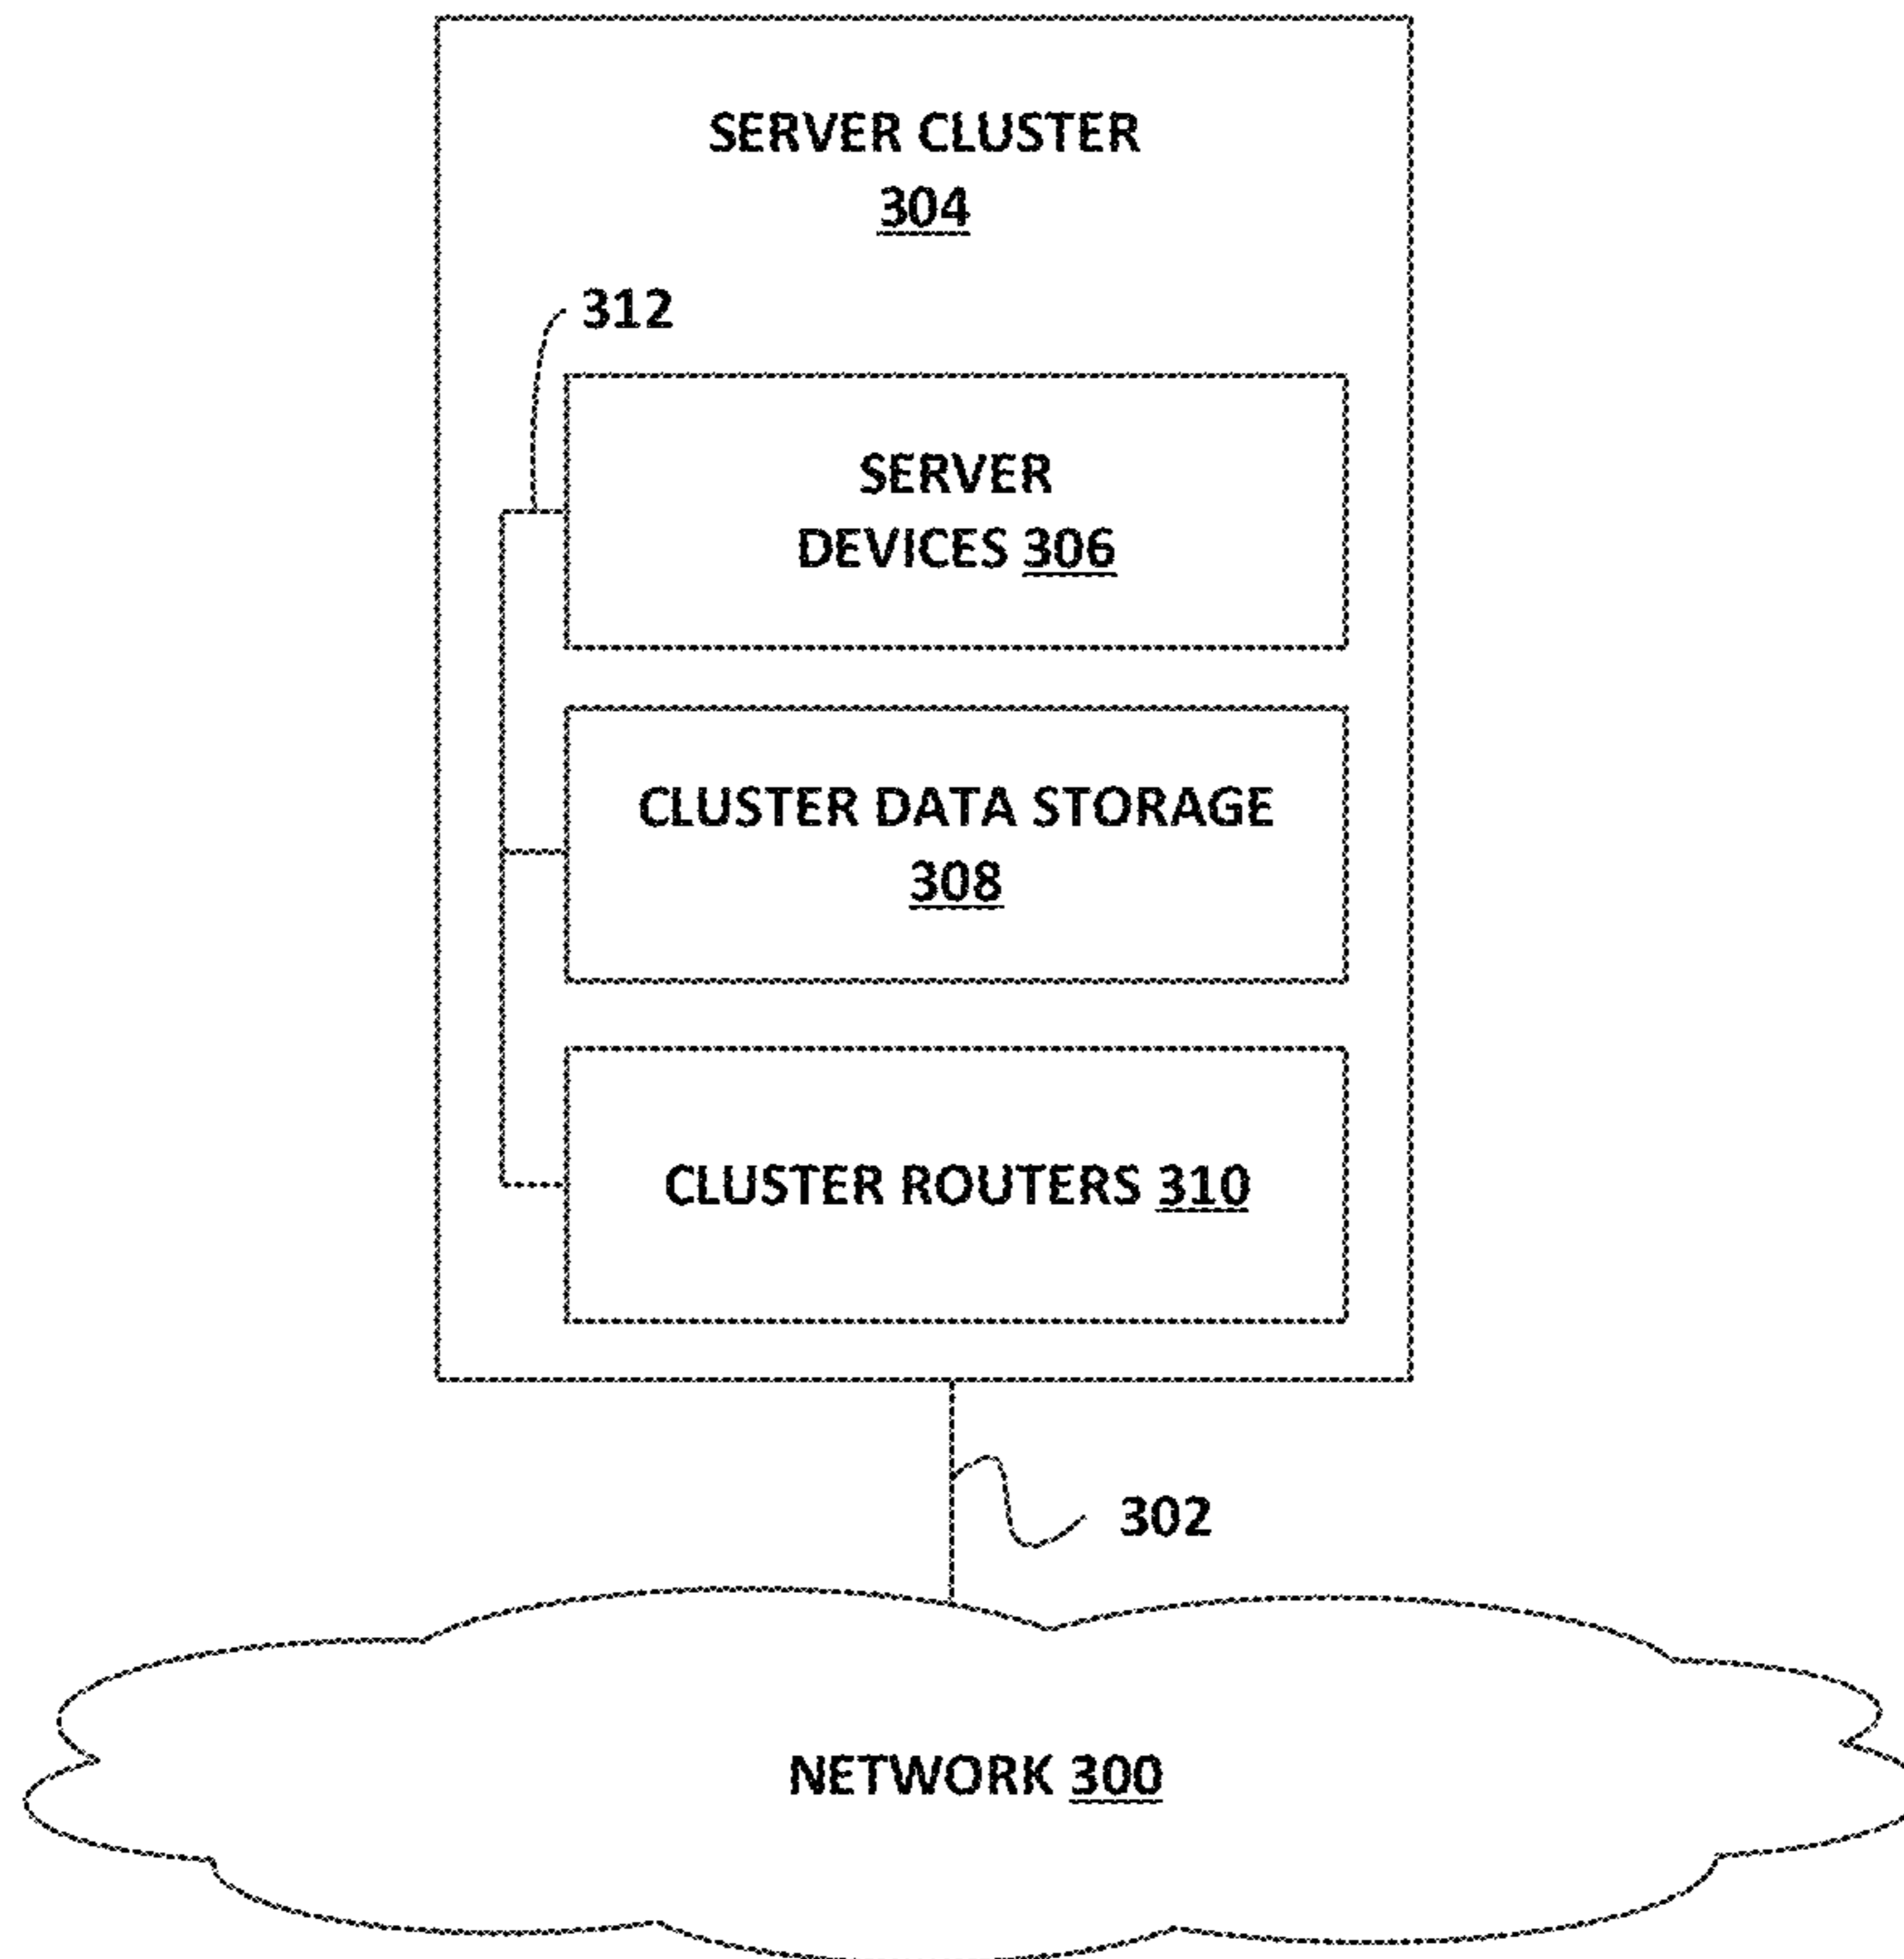 SERVER CLUSTER
304
312
SERVER
DEVICES 306
CLUSTER DATA STORAGE
308
CLUSTER ROUTERS 310
302
NETWORK 300